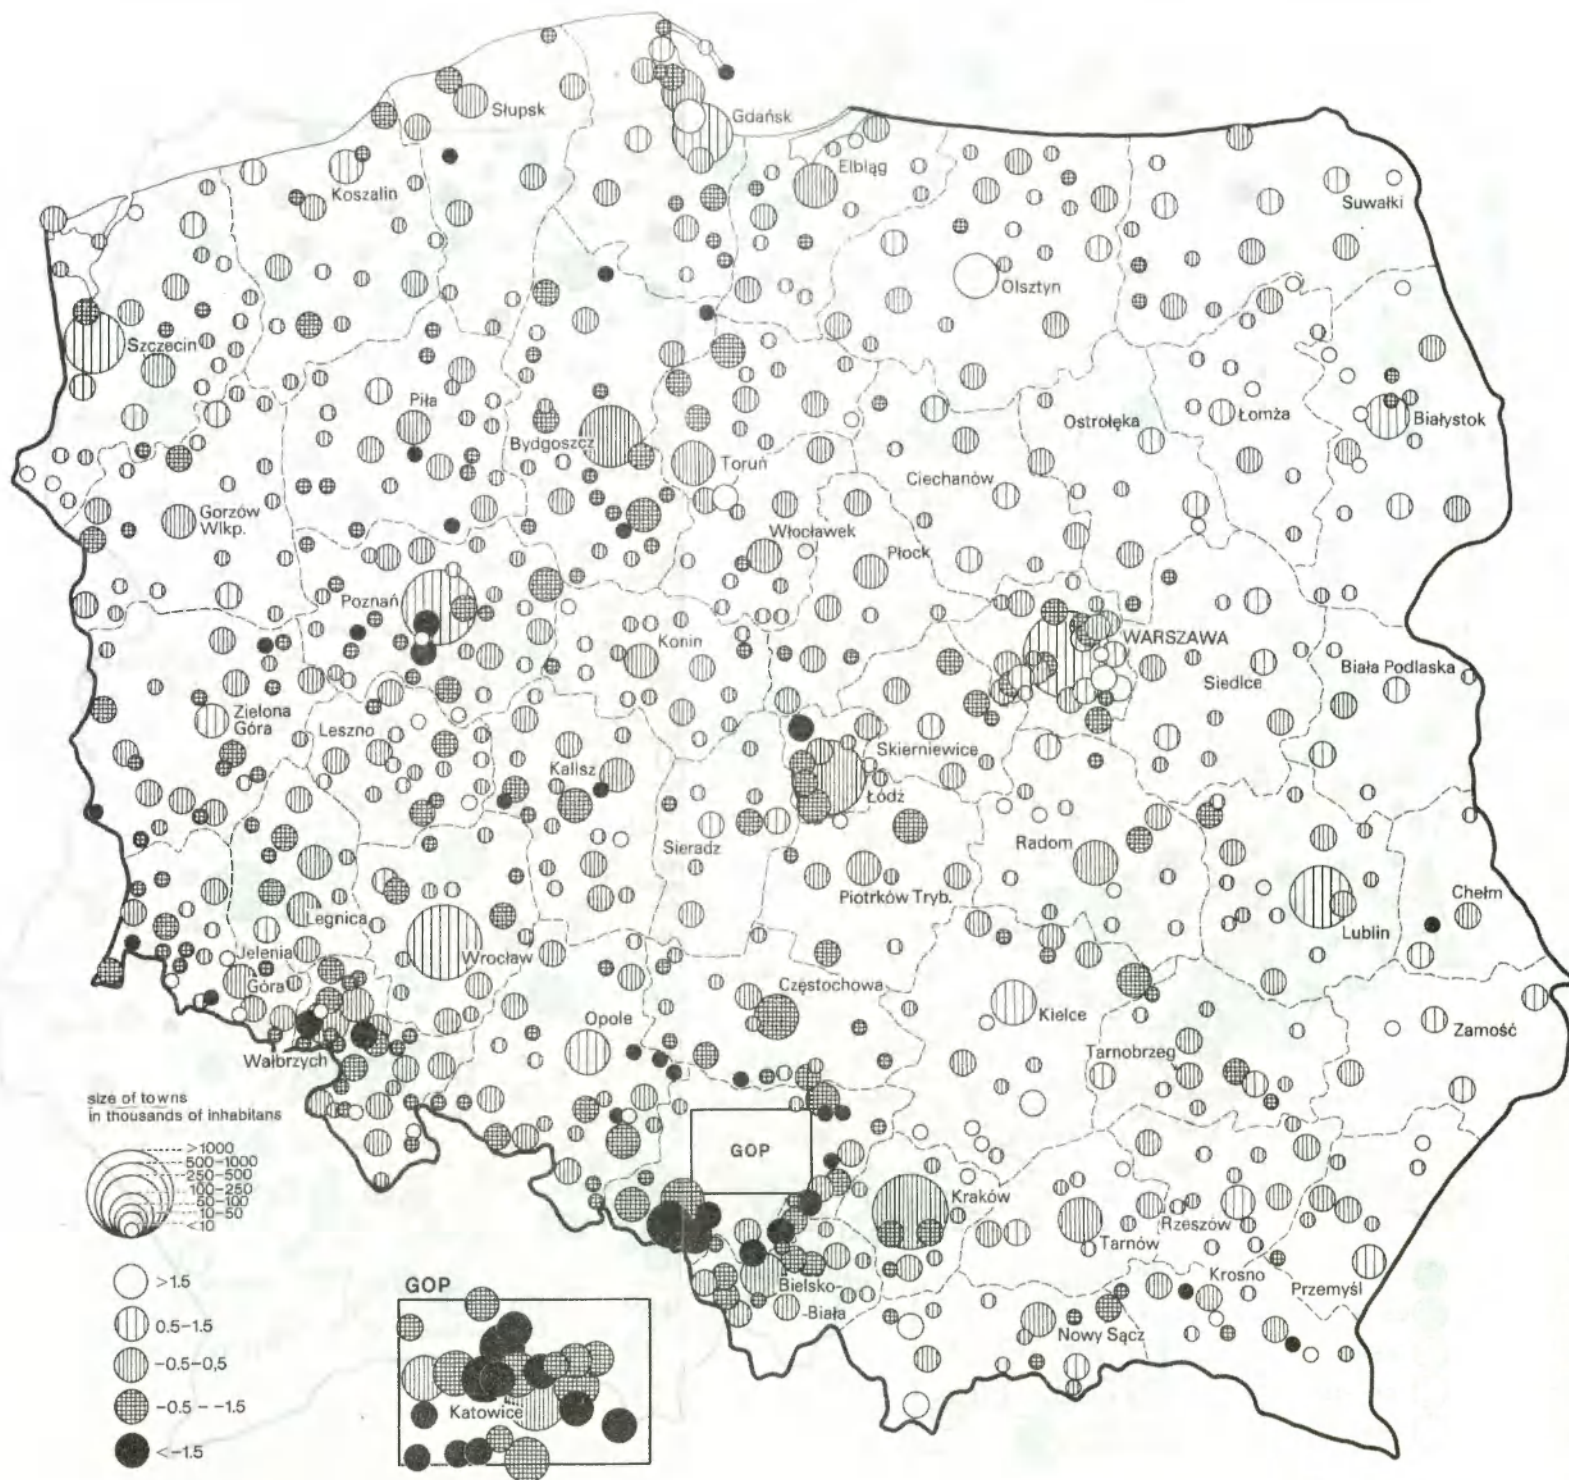 Słupsk
Gdańsk
Elbląg
Koszalin
Suwałki
Olsztyn
Szczecin
Piła
Łomża
Ostrołęka
Białystok
Bydgoszcz
Toruń
Ciechanów
Gorzów
Wlkp.
Włocławek
Płock
Poznań
WARSZAWA
Konin
Siedlce
Biała Podlaska
Zielona
Góra
Leszno
Skierniewice
Kalisz
Łódź
Sieradz
Radom
Piotrków Tryb.
Chełm
Legnica
Lublin
Jelenia
Góra
Wrocław
Częstochowa
Kielce
Opole
Zamość
Wałbrzych
Tarnobrzeg
size of towns
in thousands of inhabitans
>1000
500-1000
250-500
100-250
50-100
10-50
<10
GOP
Kraków
Rzeszów
Tarnów
>1.5
0.5-1.5
-0.5-0,5
-0.5--1.5
<-1.5
GOP
Katowice
Bielsko-
-Biała
Krosno
Przemyśl
Nowy Sącz